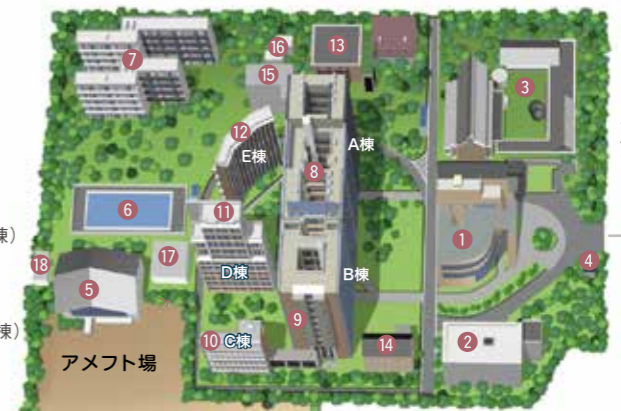 ⑯
⑬
⑦
⑮
③
⑫
E棟
A棟
⑧
⑥
⑪
①
棟）
⑰
D棟
B棟
④
⑱
⑤
⑨
棟）
⑩
C棟
⑭
②
アメフト場